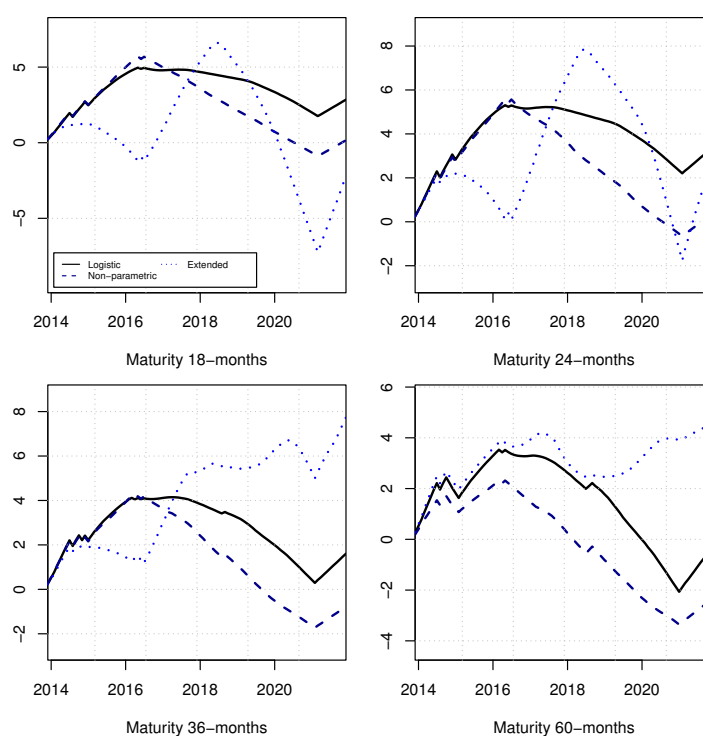 5
0
−5
Logistic
Non−parametric
Extended
2014 2016 2018 2020
Maturity 18−months
8
6
4
2
0
−2
2014 2016 2018 2020
Maturity 24−months
8
6
4
2
0
−2
2014 2016 2018 2020
Maturity 36−months
6
4
2
0
−2
−4
2014 2016 2018 2020
Maturity 60−months